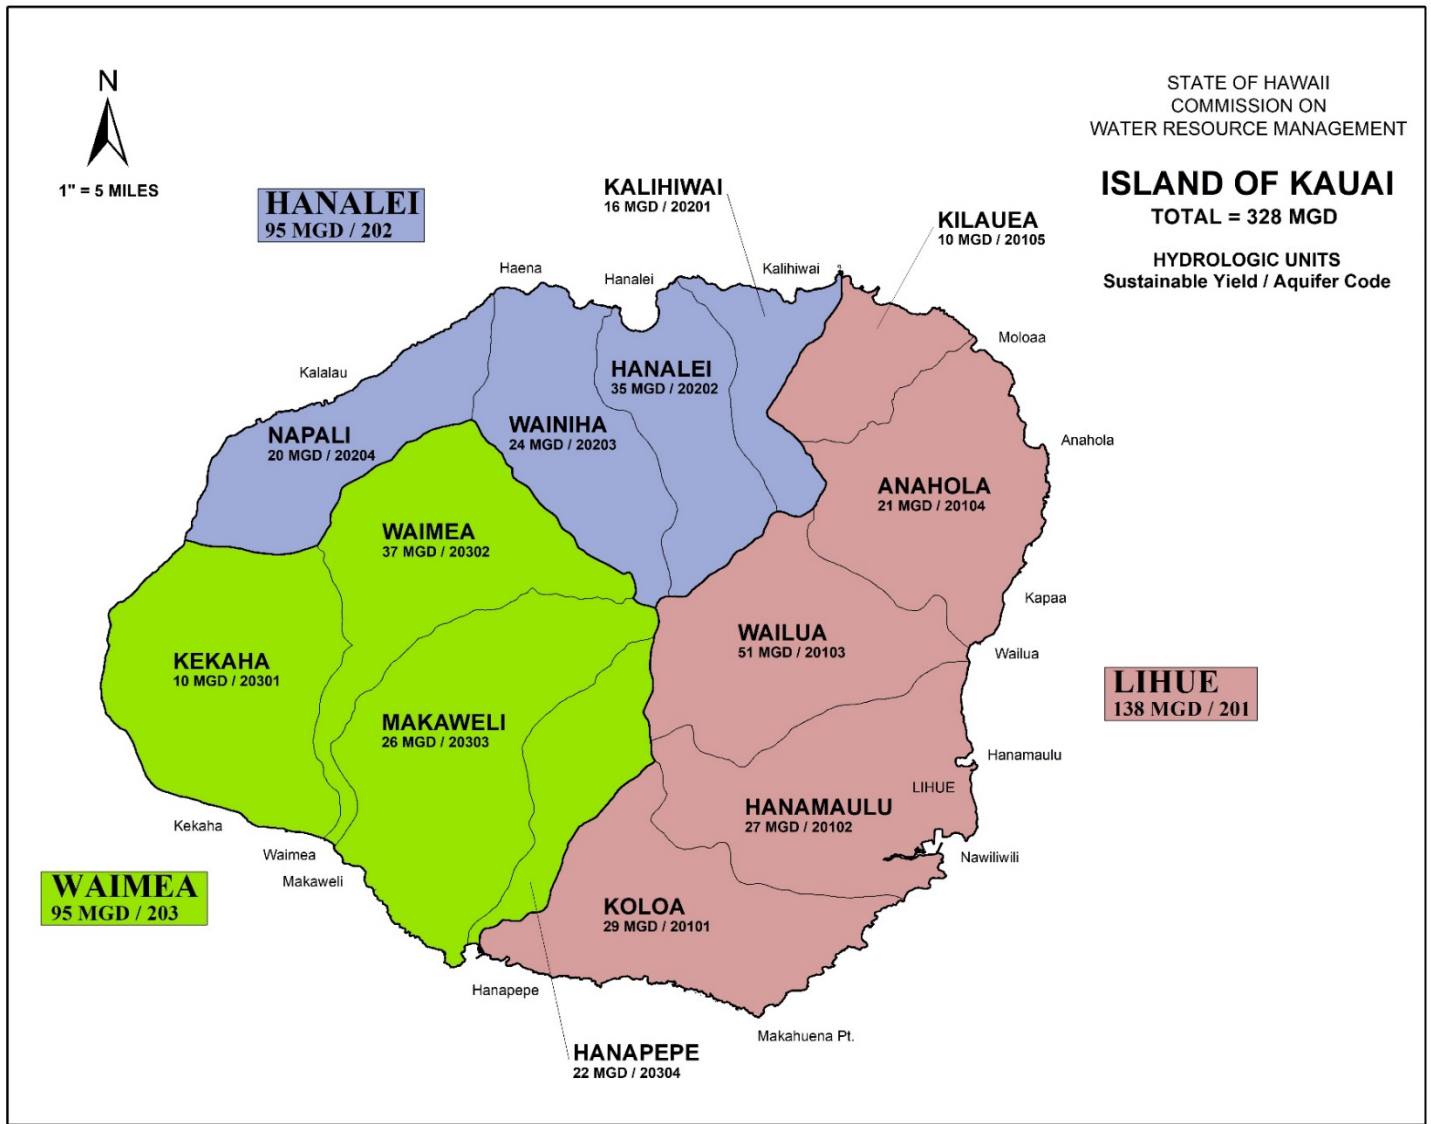 N
1" = 5 MILES
STATE OF HAWAII
COMMISSION ON
WATER RESOURCE MANAGEMENT
ISLAND OF KAUAI
TOTAL = 328 MGD
HYDROLOGIC UNITS
Sustainable Yield / Aquifer Code
HANALEI
95 MGD / 202
KALIHIWAI
16 MGD / 20201
KILAUEA
10 MGD / 20105
Haena
Hanalei
Kalihiwai
Moloaa
Kalalau
HANALEI
35 MGD / 20202
NAPALI
20 MGD / 20204
WAINIHA
24 MGD / 20203
Anahola
ANAHOLA
21 MGD / 20104
WAIMEA
37 MGD / 20302
Kapaa
WAILUA
51 MGD / 20103
Wailua
KEKAHA
10 MGD / 20301
LIHUE
138 MGD / 201
MAKAWELI
26 MGD / 20303
Hanamaulu
LIHUE
HANAMAULU
27 MGD / 20102
Kekaha
Waimea
Makaweli
Nawiliwili
WAIMEA
95 MGD / 203
KOLOA
29 MGD / 20101
Hanapepe
Makahuena Pt.
HANAPEPE
22 MGD / 20304